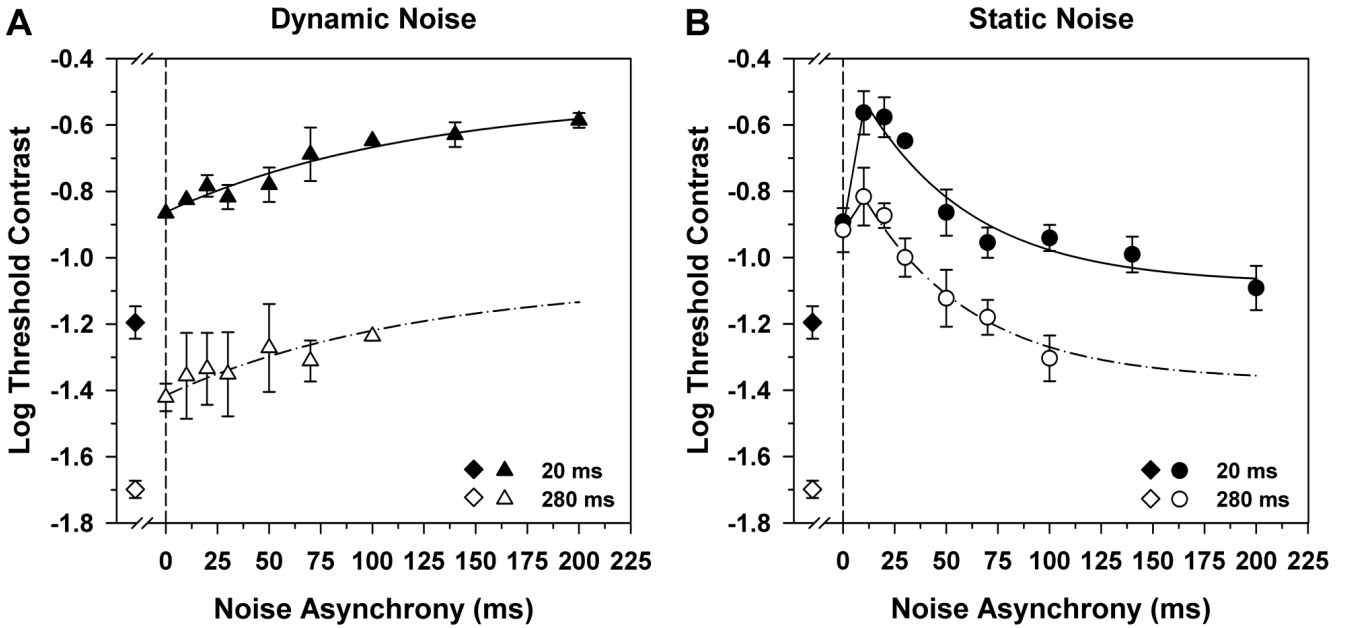 A
Dynamic Noise
Log Threshold Contrast
-0.4
-0.6
-0.8
-1.0
-1.2
-1.4
-1.6
-1.8
20 ms
280 ms
0 25 50 75 100 125 150 175 200 225
Noise Asynchrony (ms)
B
Static Noise
Log Threshold Contrast
-0.4
-0.6
-0.8
-1.0
-1.2
-1.4
-1.6
-1.8
20 ms
280 ms
0 25 50 75 100 125 150 175 200 225
Noise Asynchrony (ms)